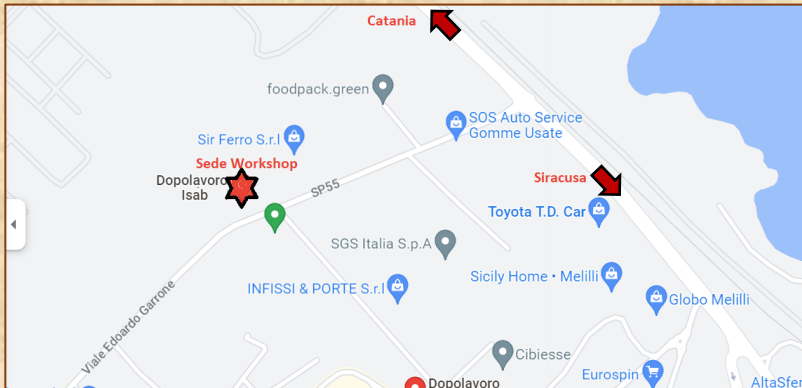 Catania
foodpack.green
SOS Auto Service
Gomme Usate
Sir Ferro S.r.l
Sede Workshop
Dopolavoro
Isab
SP55
Siracusa
Toyota T.D. Car
SGS Italia S.p.A
INFISSI & PORTE S.r.l
Sicily Home • Melilli
Globo Melilli
Viale Edoardo Garrone
Cibiesse
Eurospin
Dopolavoro
AltaSfer